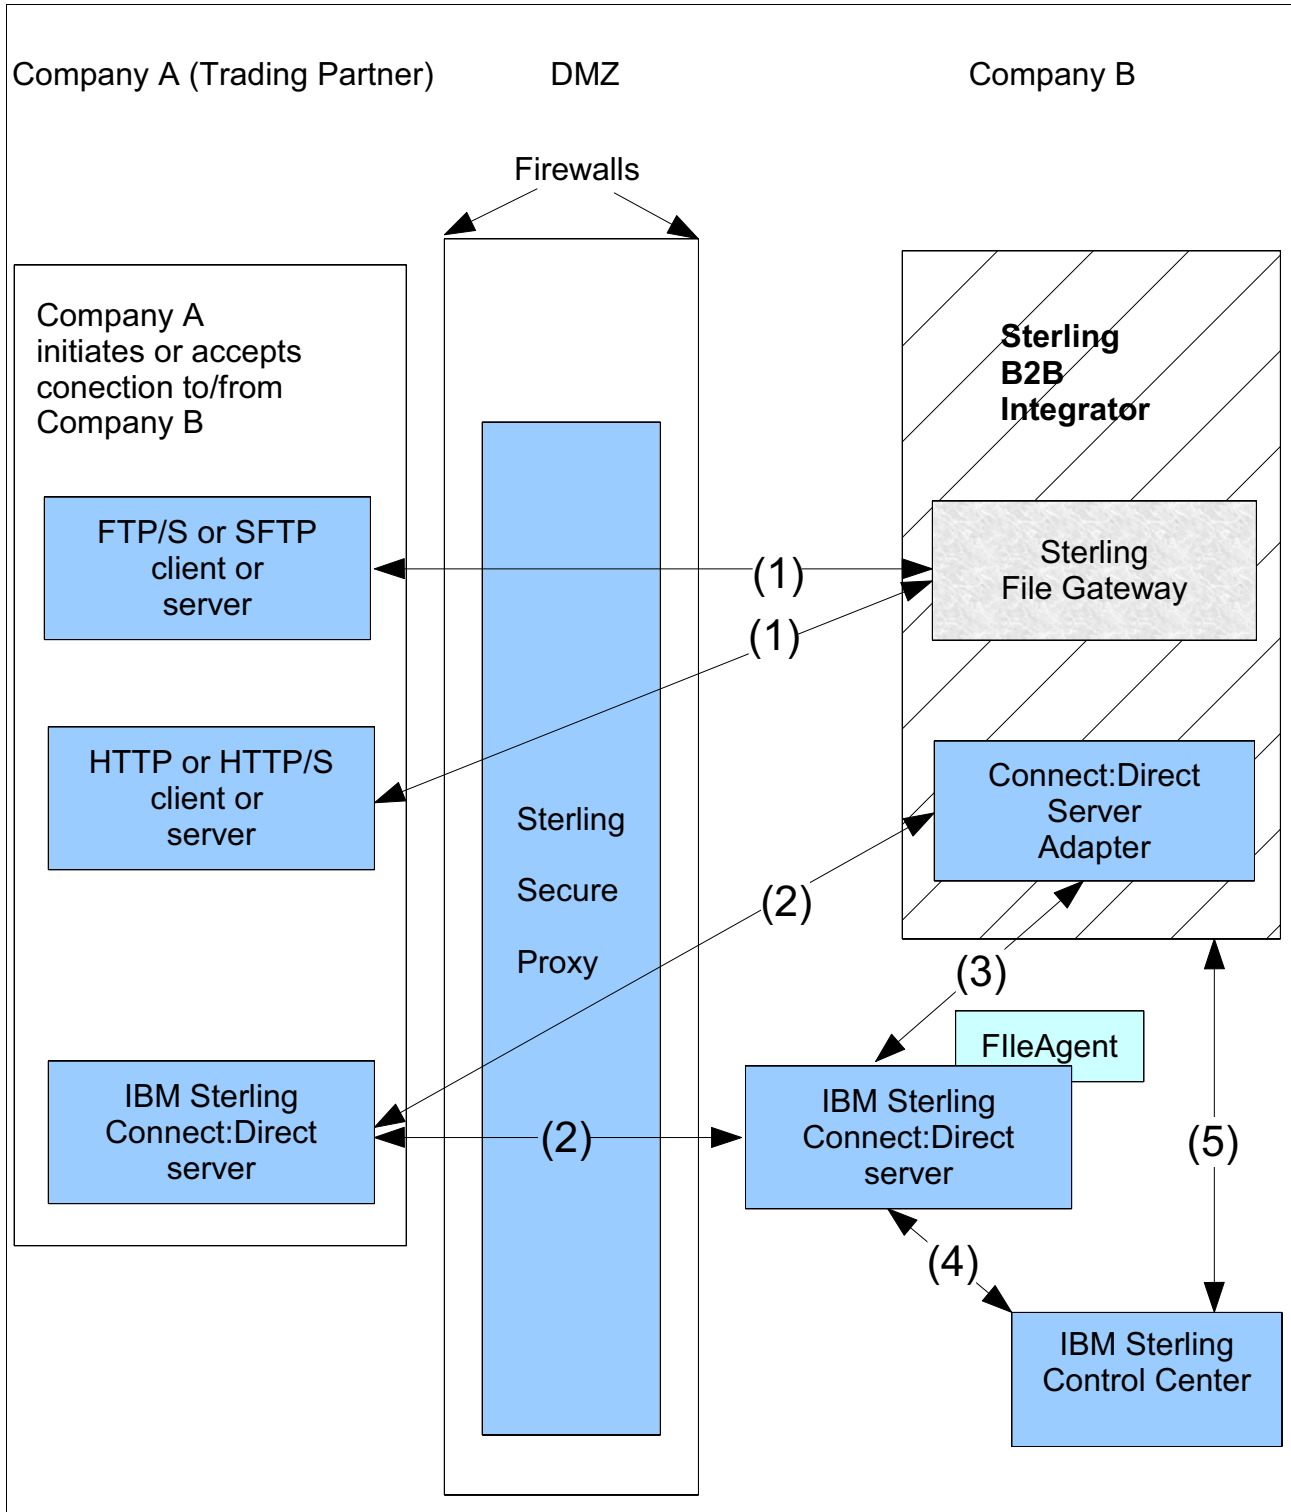 Company A (Trading Partner)
DMZ
Company B
Firewalls
Company A
initiates or accepts
conection to/from
Company B
Sterling
B2B
Integrator
FTP/S or SFTP
client or
server
(1)
Sterling
File Gateway
(1)
HTTP or HTTP/S
client or
server
Sterling
Secure
Proxy
Connect:Direct
Server
Adapter
(2)
(3)
FIleAgent
IBM Sterling
Connect:Direct
server
(2)
IBM Sterling
Connect:Direct
server
(5)
(4)
IBM Sterling
Control Center